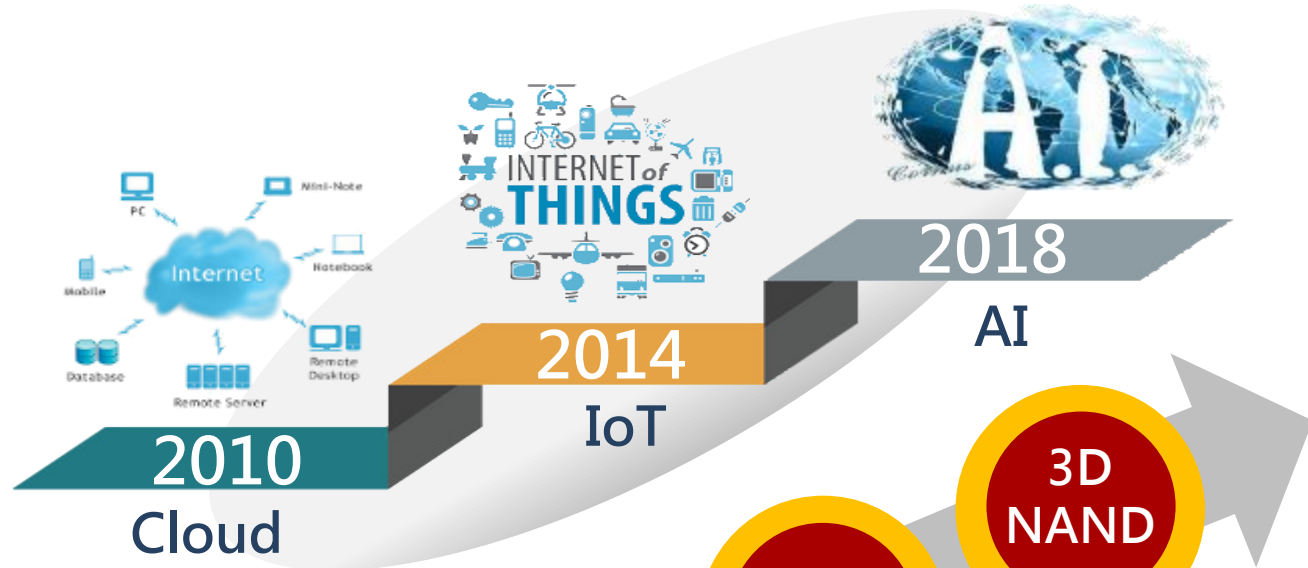 PC
Mini-Note
Internet
Mobile
Notebook
Database
Remote Server
Remote
Desktop
2010
Cloud
INTERNET of
THINGS
2014
IoT
A.I.
2018
AI
3D
NAND